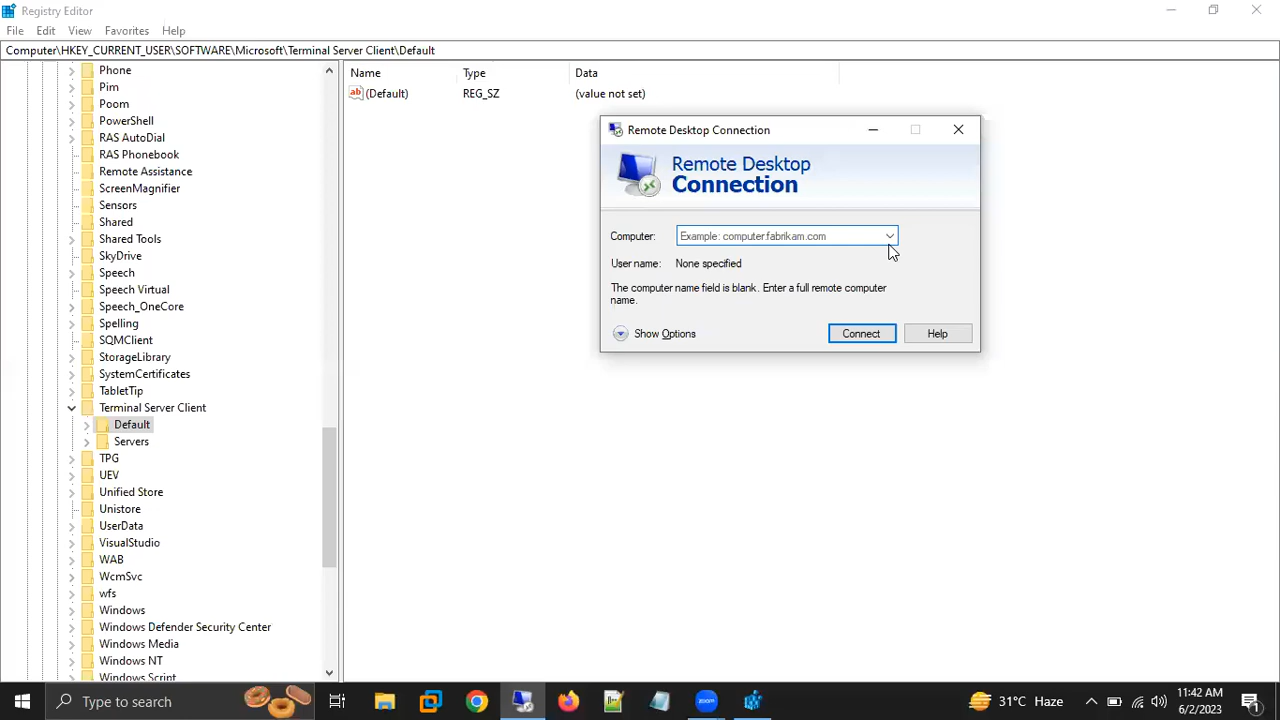 Registry Editor
File Edit View Favorites Help
Computer\HKEY_CURRENT_USER\SOFTWARE\Microsoft\Terminal Server Client\Default
Phone
Pim
Poom
PowerShell
RAS AutoDial
RAS Phonebook
Remote Assistance
ScreenMagnifier
Sensors
Shared
Shared Tools
SkyDrive
Speech
Speech Virtual
Speech_OneCore
Spelling
SQMClient
StorageLibrary
SystemCertificates
TabletTip
Terminal Server Client
Default
Servers
TPG
UEV
Unified Store
Unistore
UserData
VisualStudio
WAB
WcmSvc
wfs
Windows
Windows Defender Security Center
Windows Media
Windows NT
Windows Script
Name Type Data
ab (Default) REG_SZ (value not set)
Remote Desktop Connection
Remote Desktop
Connection
Computer: Example: computer.fabrikam.com
User name: None specified
The computer name field is blank. Enter a full remote computer
name.
Show Options Connect Help
Type to search
zoom
31°C Haze
11:42 AM
6/2/2023
1